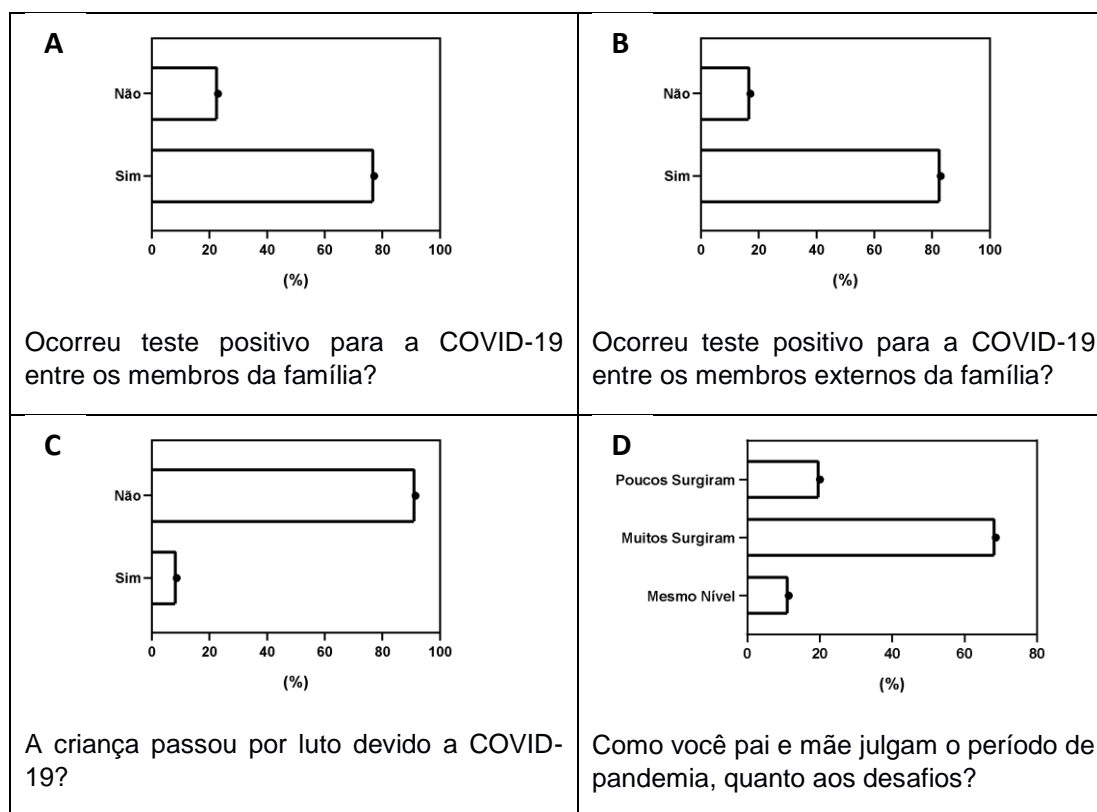 A
Não
Sim
0 20 40 60 80 100
(%)
Ocorreu teste positivo para a COVID-19
entre os membros da família?
B
Não
Sim
0 20 40 60 80 100
(%)
Ocorreu teste positivo para a COVID-19
entre os membros externos da família?
C
Não
Sim
0 20 40 60 80 100
(%)
A criança passou por luto devido a COVID-
19?
D
Poucos Surgiram
Muitos Surgiram
Mesmo Nível
0 20 40 60 80
(%)
Como você pai e mãe julgam o período de
pandemia, quanto aos desafios?